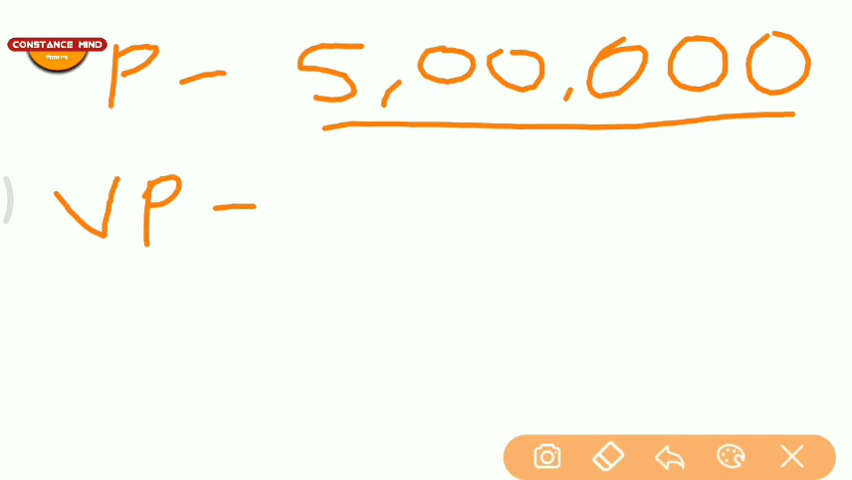 CONSTANCE MIND
P - 5,00,000
VP -